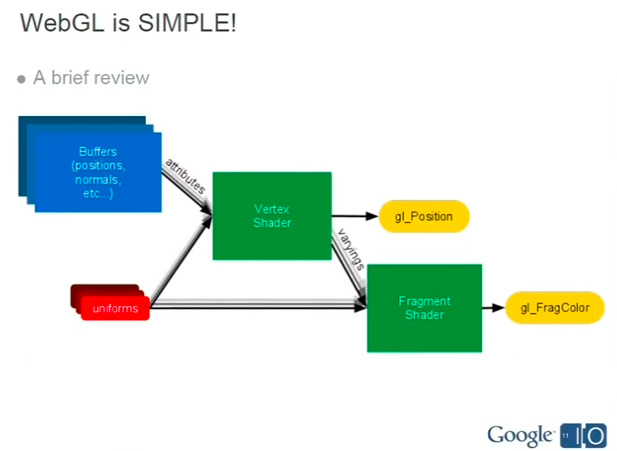 WebGL is SIMPLE!
● A brief review
Buffers
(positions,
normals,
etc...)
attributes
Vertex
Shader
gl_Position
varyings
uniforms
Fragment
Shader
gl_FragColor
Google 11 IO